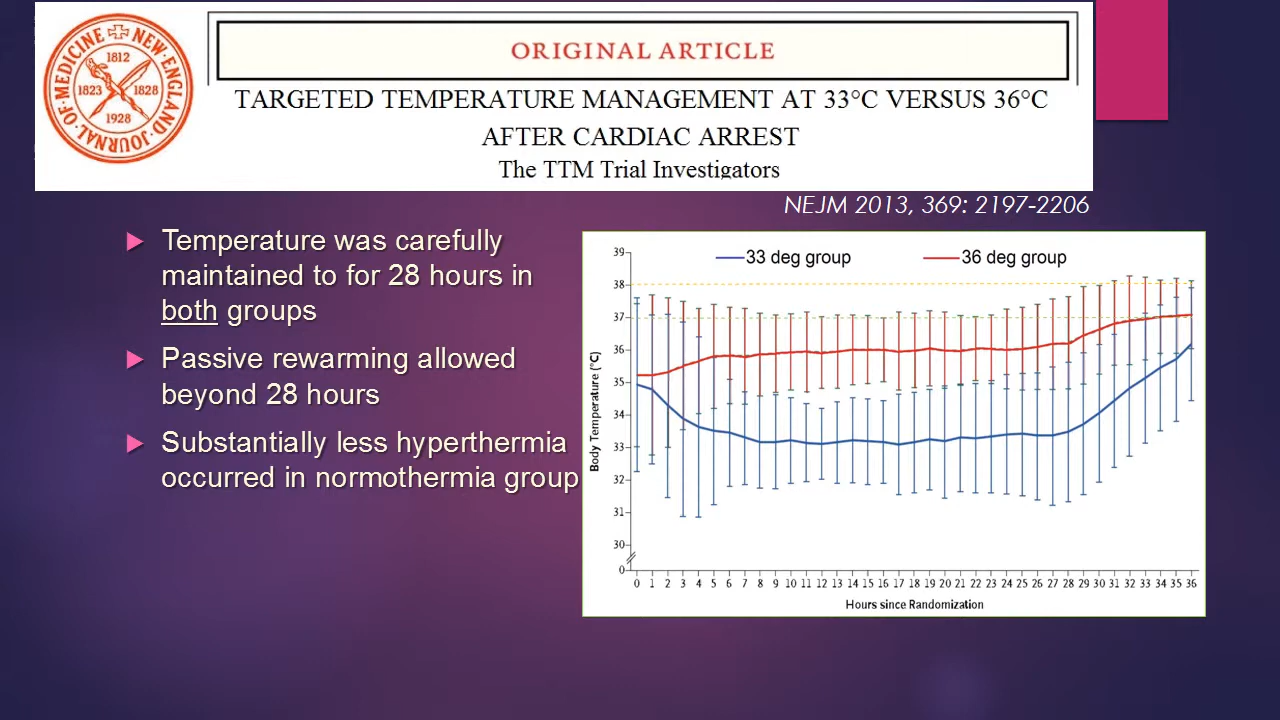 MEDICINE NEW ENGLAND JOURNAL OF
1812
1823 1828
1928
ORIGINAL ARTICLE
TARGETED TEMPERATURE MANAGEMENT AT 33°C VERSUS 36°C
AFTER CARDIAC ARREST
The TTM Trial Investigators
NEJM 2013, 369: 2197-2206
Temperature was carefully
maintained to for 28 hours in
both groups
Passive rewarming allowed
beyond 28 hours
Substantially less hyperthermia
occurred in normothermia group
33 deg group 36 deg group
39
38
37
36
35
34
33
32
31
30
0
Body Temperature (°C)
0 1 2 3 4 5 6 7 8 9 10 11 12 13 14 15 16 17 18 19 20 21 22 23 24 25 26 27 28 29 30 31 32 33 34 35 36
Hours since Randomization